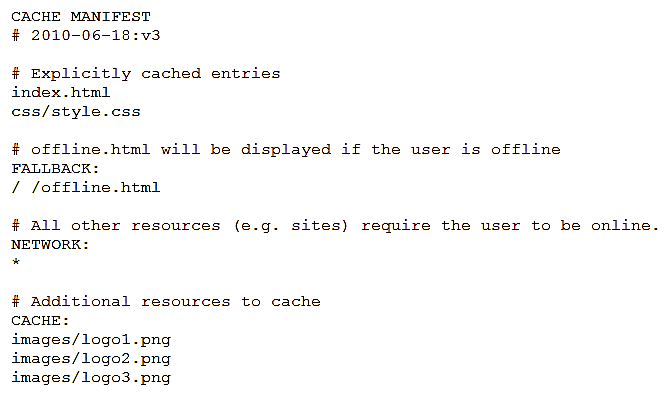 CACHE MANIFEST
# 2010-06-18:v3
# Explicitly cached entries
index.html
css/style.css
# offline.html will be displayed if the user is offline
FALLBACK:
/ /offline.html
# All other resources (e.g. sites) require the user to be online.
NETWORK:
*
# Additional resources to cache
CACHE:
images/logo1.png
images/logo2.png
images/logo3.png